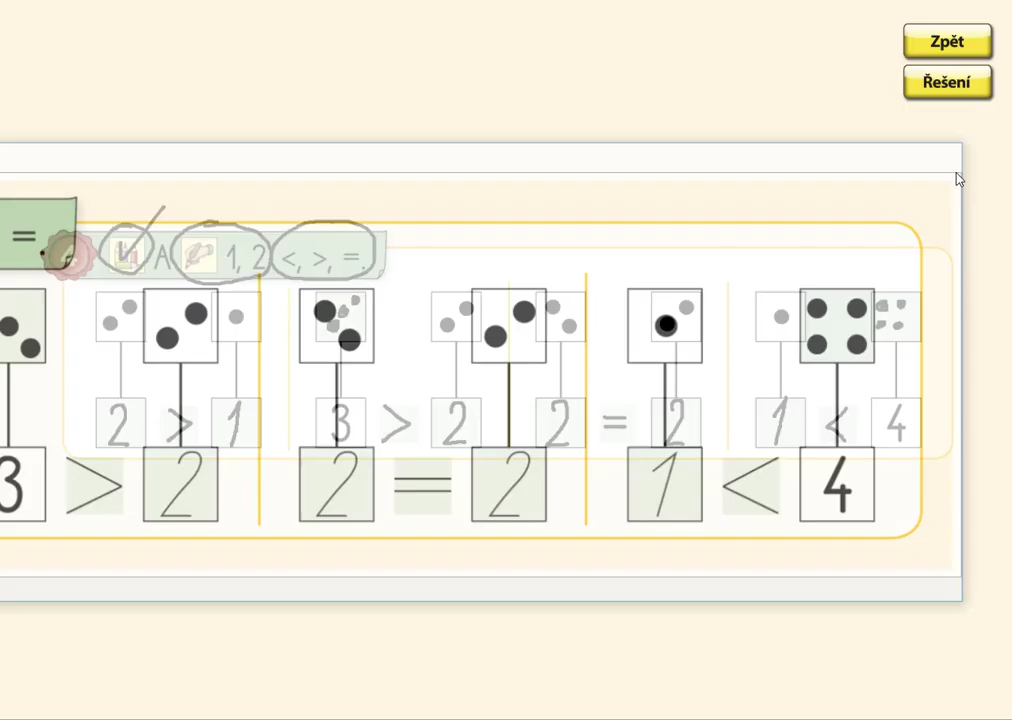 Zpět
Řešení
=
A 1, 2 <, >, =.
2 > 1 3 > 2 2 = 2 1 < 4
3 > 2 2 = 2 1 < 4